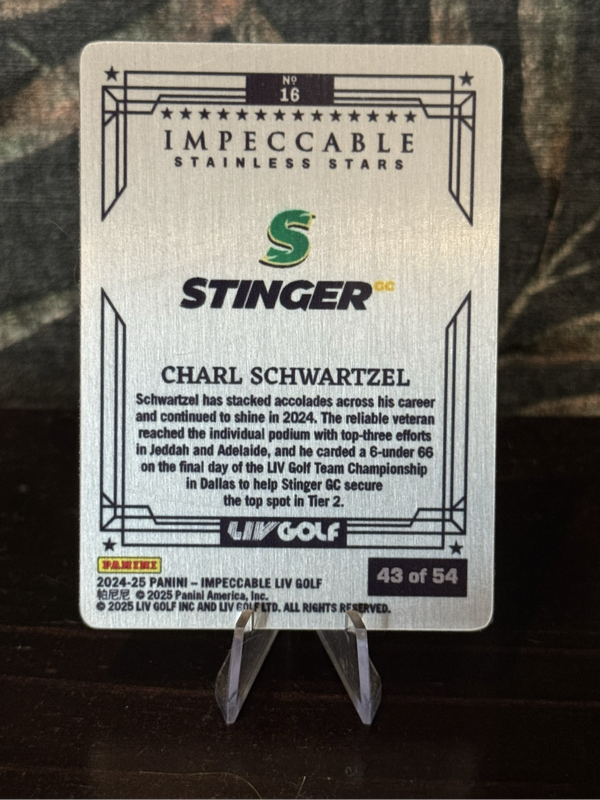 Nº
16
IMPECCABLE
STAINLESS STARS
S
STINGER GC
CHARL SCHWARTZEL
Schwartzel has stacked accolades across his career
and continued to shine in 2024. The reliable veteran
reached the individual podium with top-three efforts
in Jeddah and Adelaide, and he carded a 6-under 66
on the final day of the LIV Golf Team Championship
in Dallas to help Stinger GC secure
the top spot in Tier 2.
LIV GOLF
PANINI
43 of 54
2024-25 PANINI – IMPECCABLE LIV GOLF
帕尼尼 © 2025 Panini America, Inc.
© 2025 LIV GOLF INC AND LIV GOLF LTD. ALL RIGHTS RESERVED.